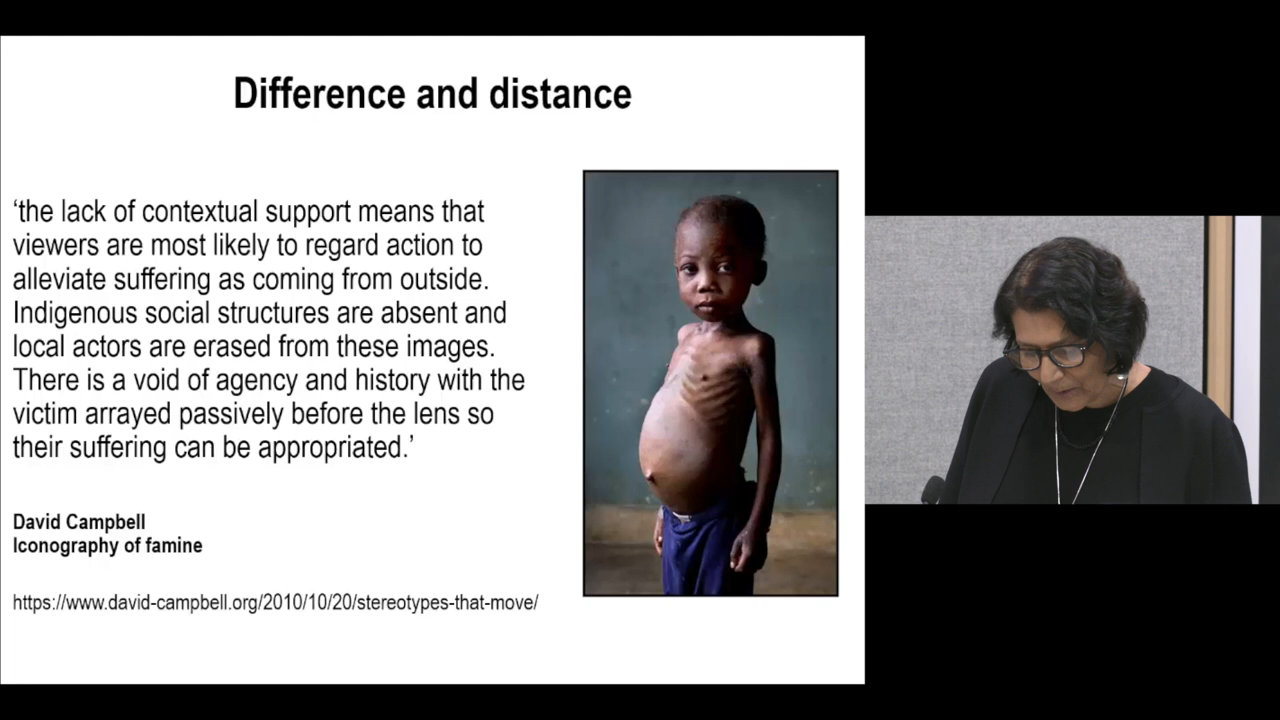 Difference and distance
‘the lack of contextual support means that
viewers are most likely to regard action to
alleviate suffering as coming from outside.
Indigenous social structures are absent and
local actors are erased from these images.
There is a void of agency and history with the
victim arrayed passively before the lens so
their suffering can be appropriated.’
David Campbell
Iconography of famine
https://www.david-campbell.org/2010/10/20/stereotypes-that-move/